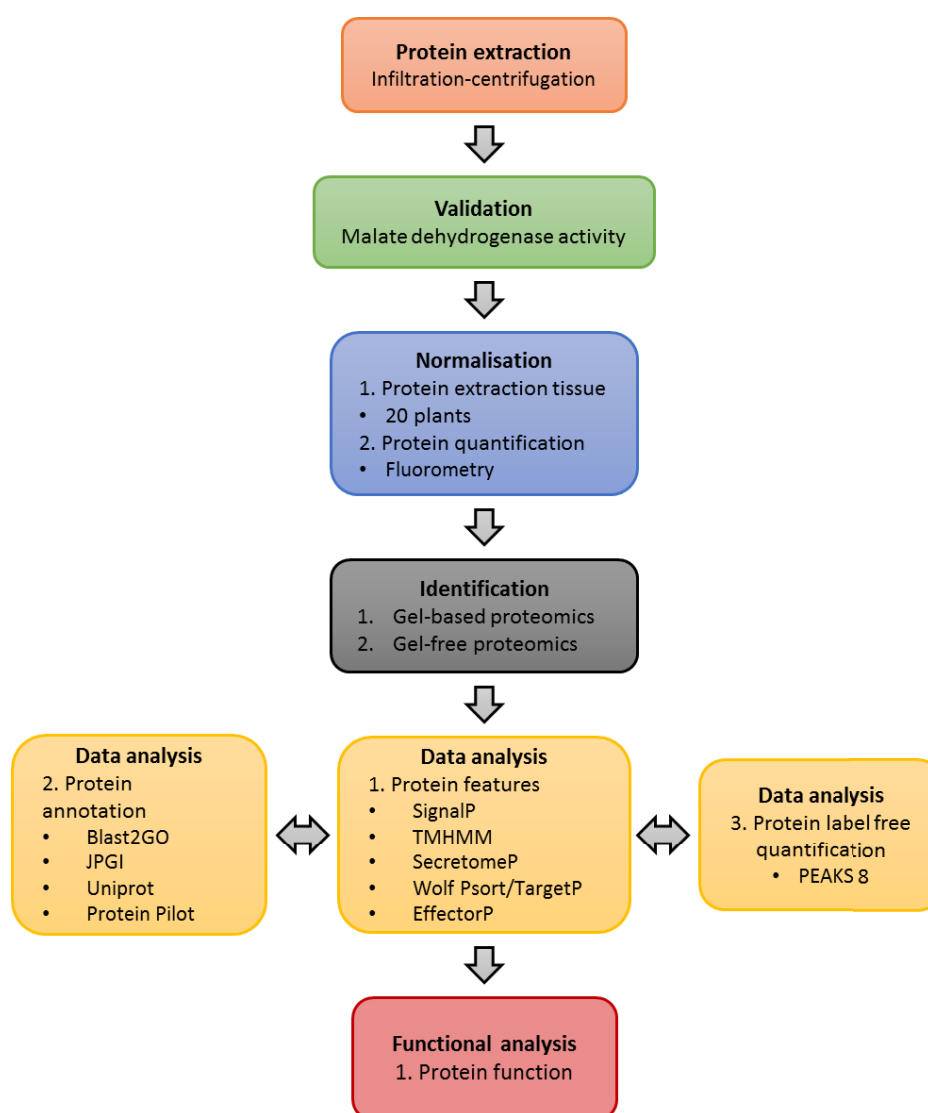 Protein extraction
Infiltration-centrifugation
Validation
Malate dehydrogenase activity
Normalisation
1. Protein extraction tissue
• 20 plants
2. Protein quantification
• Fluorometry
Identification
1. Gel-based proteomics
2. Gel-free proteomics
Data analysis
2. Protein
annotation
• Blast2GO
• JPGI
• Uniprot
• Protein Pilot
Data analysis
1. Protein features
• SignalP
• TMHMM
• SecretomeP
• Wolf Psort/TargetP
• EffectorP
Data analysis
3. Protein label free
quantification
• PEAKS 8
Functional analysis
1. Protein function